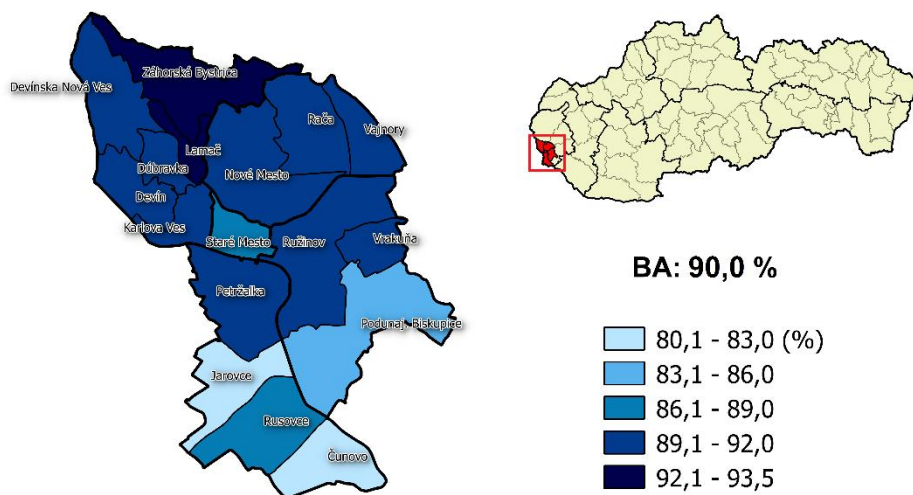 Záhorská Bystrica
Devínska Nová Ves
Rača
Vajnory
Lamač
Dúbravka
Nové Mesto
Devín
Karlova Ves
Staré Mesto
Ružinov
Vrakuňa
Petržalka
Podunaj. Biskupice
Jarovce
Rusovce
Čunovo
BA: 90,0 %
80,1 - 83,0 (%)
83,1 - 86,0
86,1 - 89,0
89,1 - 92,0
92,1 - 93,5